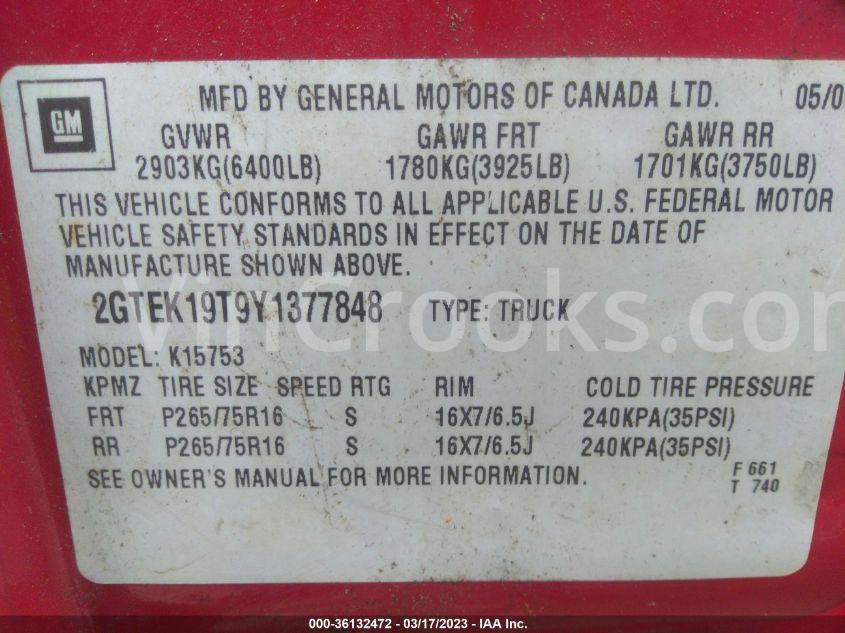 GM
MFD BY GENERAL MOTORS OF CANADA LTD. 05/0
GVWR GAWR FRT GAWR RR
2903KG(6400LB) 1780KG(3925LB) 1701KG(3750LB)
THIS VEHICLE CONFORMS TO ALL APPLICABLE U.S. FEDERAL MOTOR
VEHICLE SAFETY STANDARDS IN EFFECT ON THE DATE OF
MANUFACTURE SHOWN ABOVE.
2GTEK19T9Y1377848 TYPE: TRUCK
VinCrooks.com
MODEL: K15753
KPMZ TIRE SIZE SPEED RTG RIM COLD TIRE PRESSURE
FRT P265/75R16 S 16X7/6.5J 240KPA(35PSI)
RR P265/75R16 S 16X7/6.5J 240KPA(35PSI)
SEE OWNER'S MANUAL FOR MORE INFORMATION.
F 661
T 740
000-36132472 — 03/17/2023 — IAA Inc.